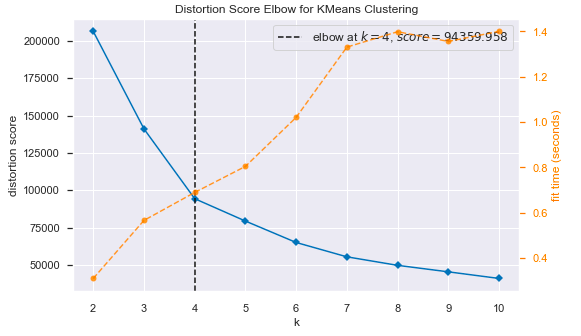 Distortion Score Elbow for KMeans Clustering
elbow at k = 4, score = 94359.958
distortion score
200000
175000
150000
125000
100000
75000
50000
1.4
1.2
1.0
0.8
0.6
0.4
fit time (seconds)
2 3 4 5 6 7 8 9 10
k